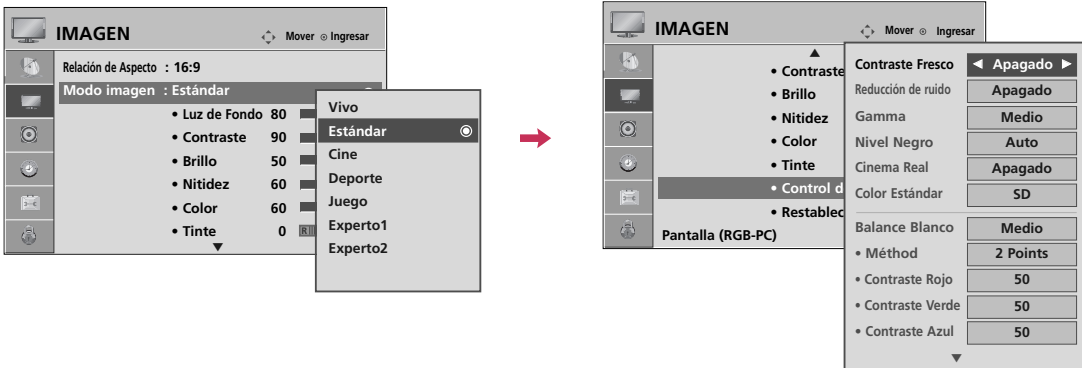 IMAGEN
Mover
Ingresar
Relación de Aspecto : 16:9
Modo imagen : Estándar
• Luz de Fondo 80
• Contraste 90
• Brillo 50
• Nitidez 60
• Color 60
• Tinte 0 R
Vivo
Estándar
Cine
Deporte
Juego
Experto1
Experto2
IMAGEN
Mover
Ingresar
• Contraste
• Brillo
• Nitidez
• Color
• Tinte
• Control d
• Restablec
Pantalla (RGB-PC)
Contraste Fresco ◀ Apagado ▶
Reducción de ruido Apagado
Gamma Medio
Nivel Negro Auto
Cinema Real Apagado
Color Estándar SD
Balance Blanco Medio
• Méthod 2 Points
• Contraste Rojo 50
• Contraste Verde 50
• Contraste Azul 50